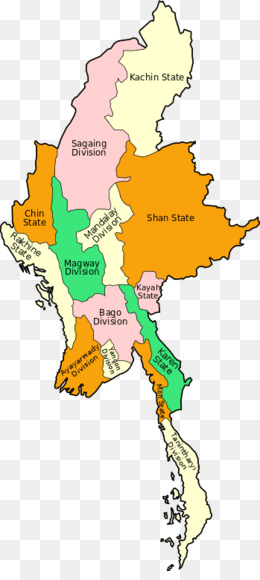 Kachin State
Sagaing
Division
Mandalay
Division
Shan State
Chin
State
Rakhine
State
Magway
Division
Kayah
State
Bago
Division
Ayayarwady
Division
Yangon
Division
Karen
State
Mon State
Tanintharyi
Division